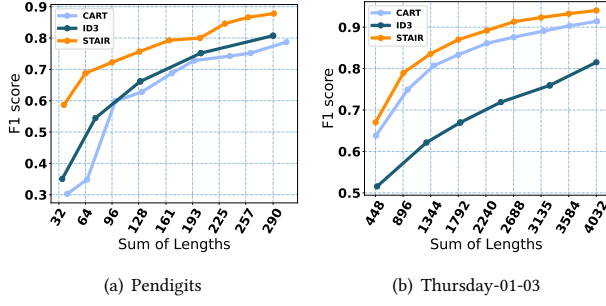 0.9
0.8
0.7
0.6
0.5
0.4
0.3
F1 score
CART
ID3
STAIR
32 64 96 128 161 193 225 257 290
Sum of Lengths
(a) Pendigits
0.9
0.8
0.7
0.6
0.5
F1 score
CART
ID3
STAIR
448 896 1344 1792 2240 2688 3135 3584 4032
Sum of Lengths
(b) Thursday-01-03